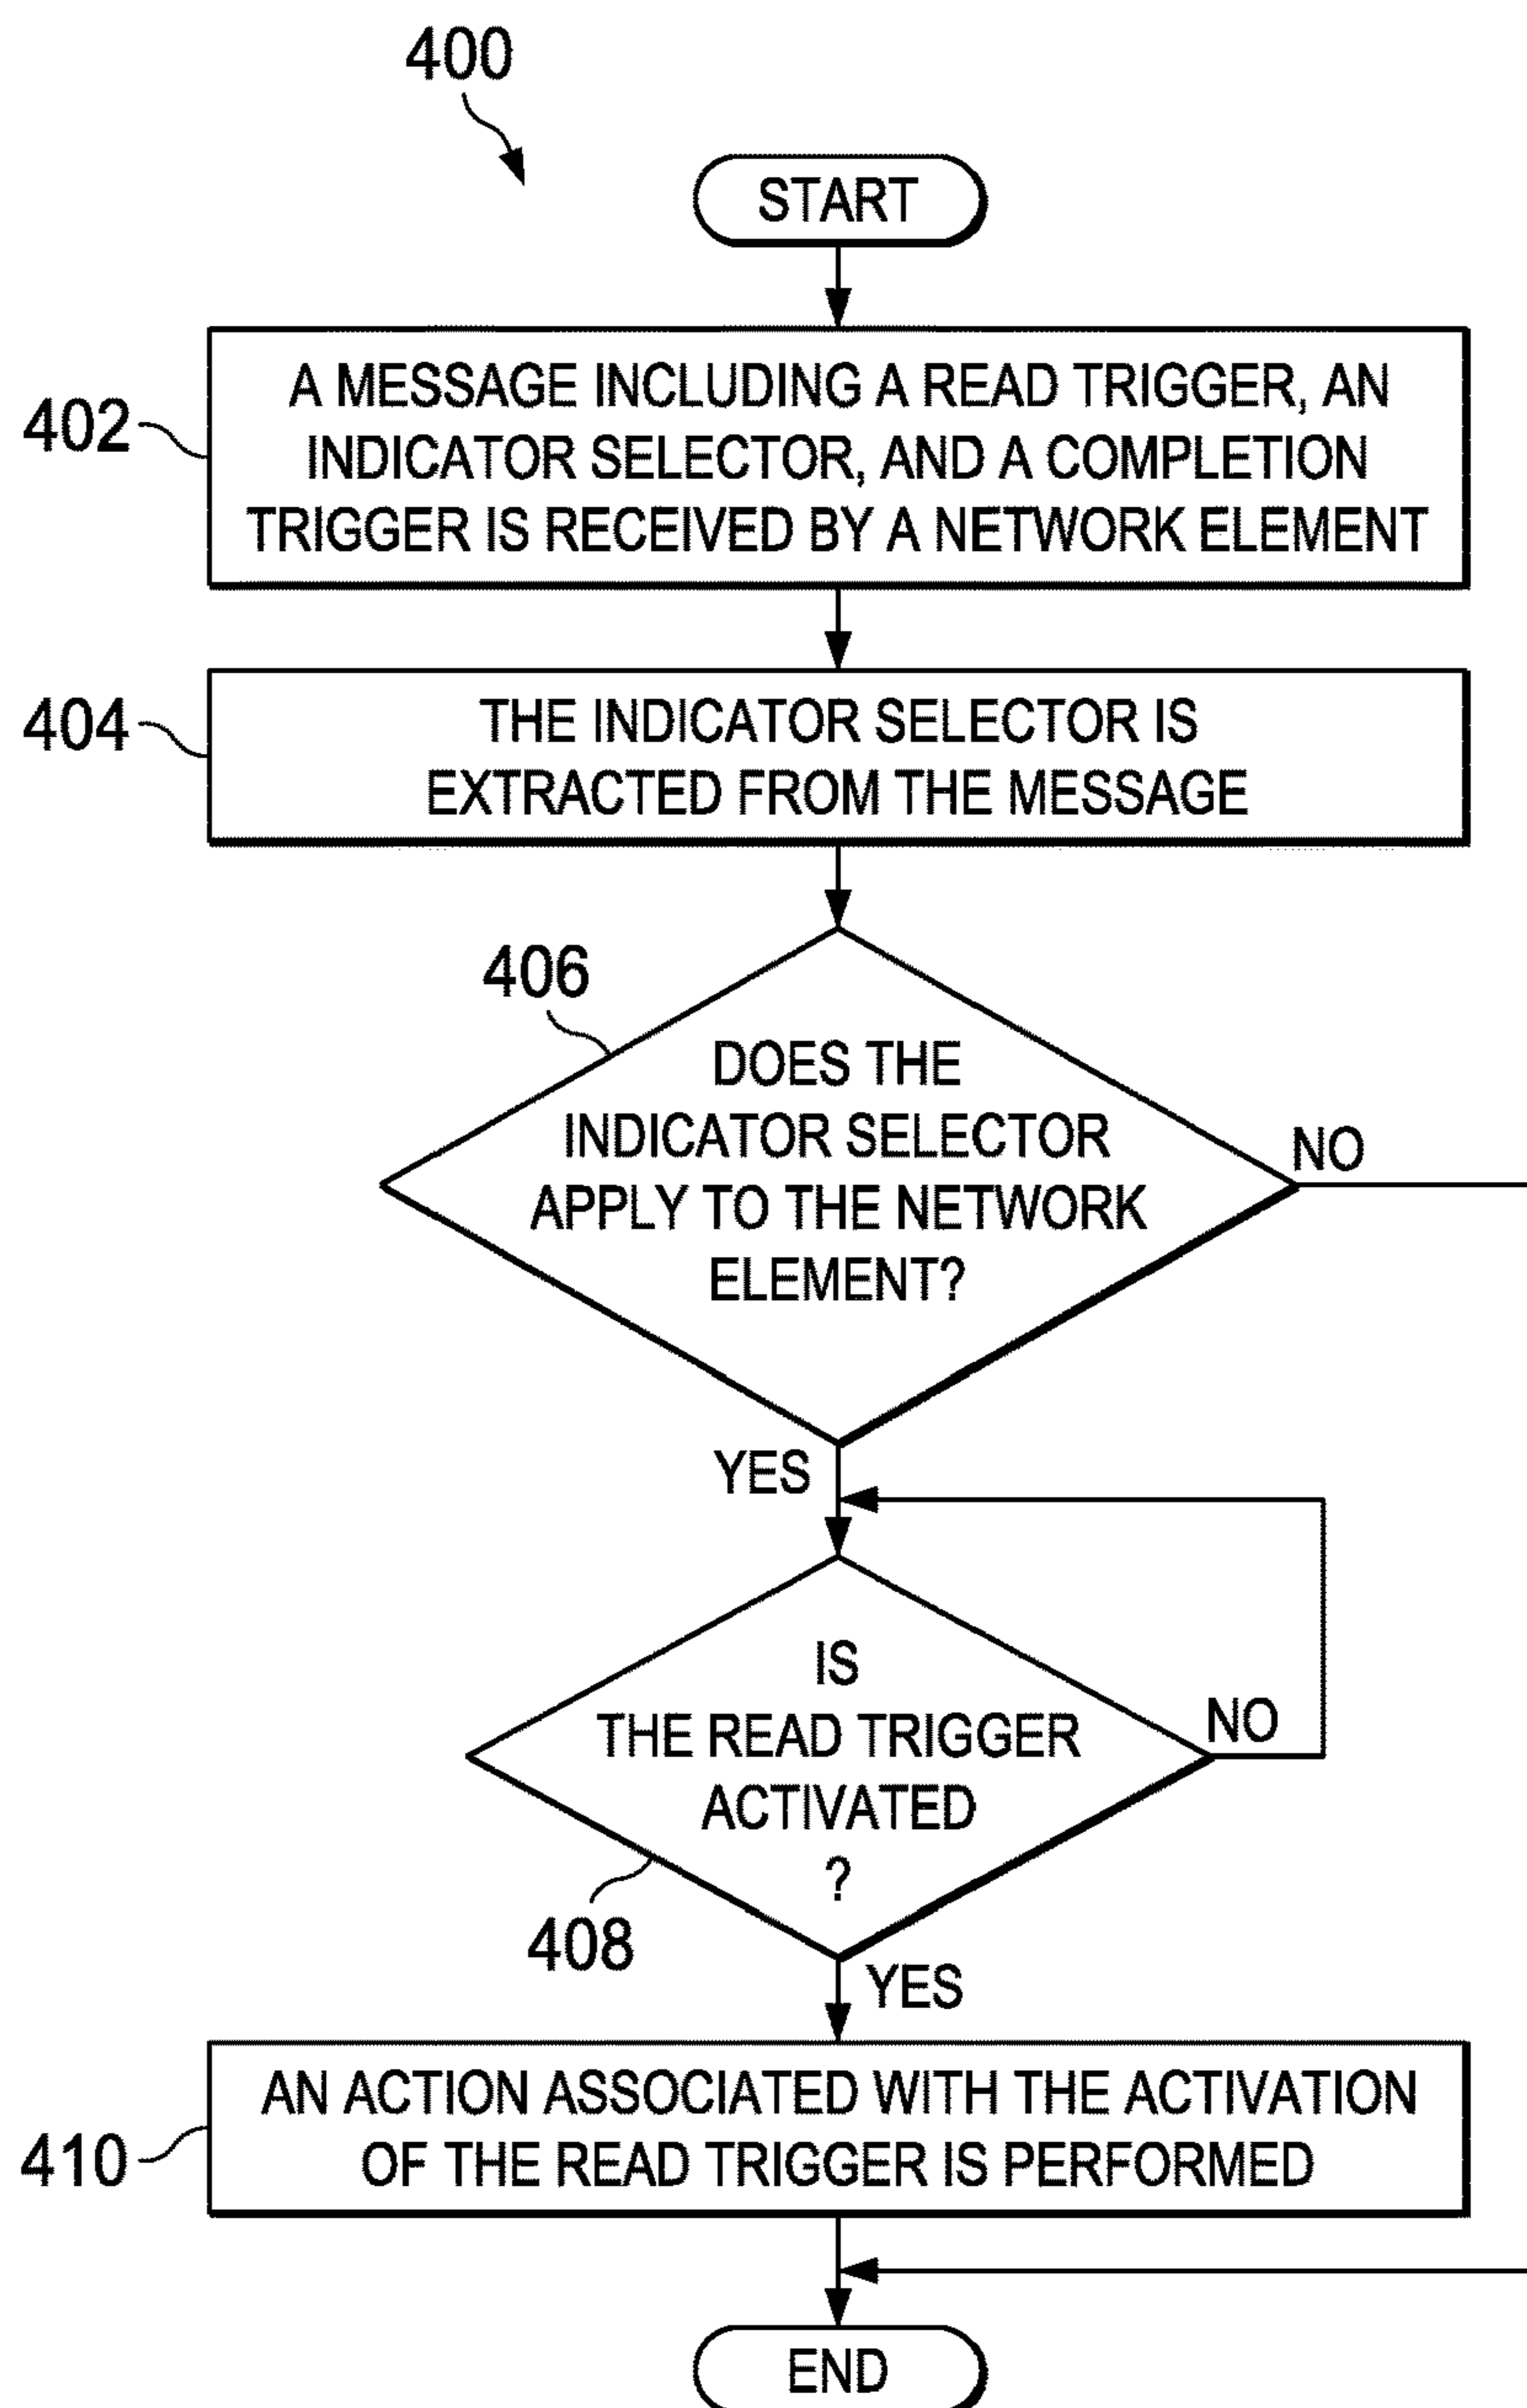 400
START
402
A MESSAGE INCLUDING A READ TRIGGER, AN
INDICATOR SELECTOR, AND A COMPLETION
TRIGGER IS RECEIVED BY A NETWORK ELEMENT
404
THE INDICATOR SELECTOR IS
EXTRACTED FROM THE MESSAGE
406
DOES THE
INDICATOR SELECTOR
APPLY TO THE NETWORK
ELEMENT?
NO
YES
IS
THE READ TRIGGER
ACTIVATED
?
NO
408
YES
410
AN ACTION ASSOCIATED WITH THE ACTIVATION
OF THE READ TRIGGER IS PERFORMED
END